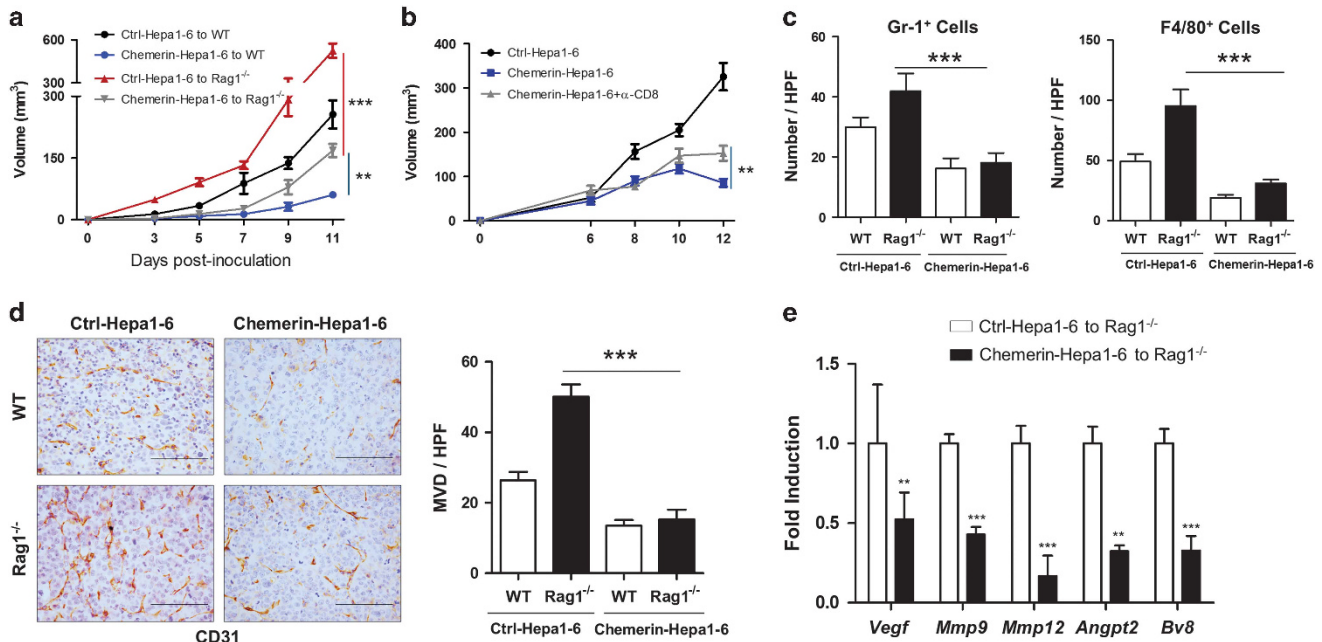 a
Ctrl-Hepa1-6 to WT
Chemerin-Hepa1-6 to WT
Ctrl-Hepa1-6 to Rag1-/-
Chemerin-Hepa1-6 to Rag1-/-
Volume (mm³)
600
300
300
150
0
0 3 5 7 9 11
Days post-inoculation
***
**
b
Ctrl-Hepa1-6
Chemerin-Hepa1-6
Chemerin-Hepa1-6+α-CD8
Volume (mm³)
400
300
200
100
0
0 6 8 10 12
**
c
Gr-1+ Cells
***
Number / HPF
60
40
20
0
WT Rag1-/- WT Rag1-/-
Ctrl-Hepa1-6 Chemerin-Hepa1-6
F4/80+ Cells
***
Number / HPF
150
100
50
0
WT Rag1-/- WT Rag1-/-
Ctrl-Hepa1-6 Chemerin-Hepa1-6
d
Ctrl-Hepa1-6 Chemerin-Hepa1-6
WT
Rag1-/-
CD31
***
MVD / HPF
60
40
20
0
WT Rag1-/- WT Rag1-/-
Ctrl-Hepa1-6 Chemerin-Hepa1-6
e
Ctrl-Hepa1-6 to Rag1-/-
Chemerin-Hepa1-6 to Rag1-/-
Fold Induction
1.5
1.0
0.5
0.0
** *** *** ** ***
Vegf Mmp9 Mmp12 Angpt2 Bv8